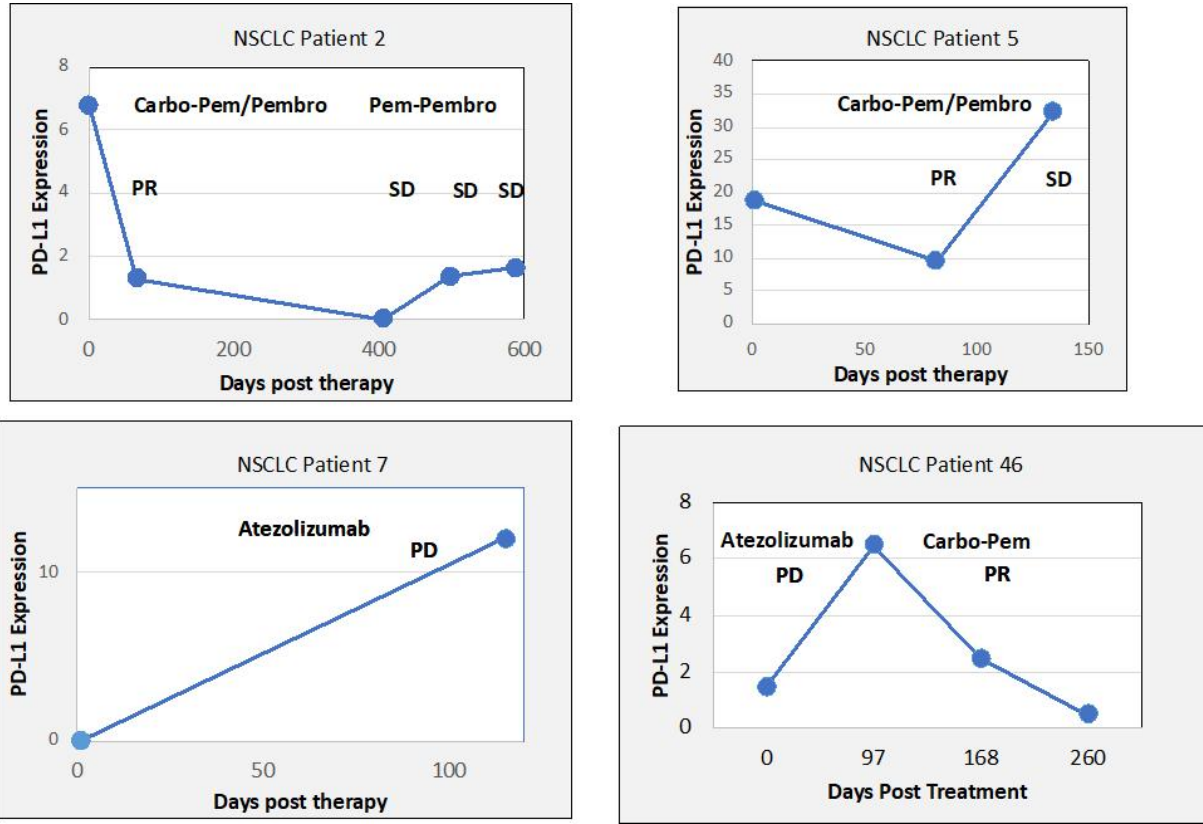 NSCLC Patient 2
8
6
4
2
0
PD-L1 Expression
Carbo-Pem/Pembro Pem-Pembro
PR SD SD SD
0 200 400 600
Days post therapy
NSCLC Patient 5
40
35
30
25
20
15
10
5
0
PD-L1 Expression
Carbo-Pem/Pembro
PR SD
0 50 100 150
Days post therapy
NSCLC Patient 7
10
0
PD-L1 Expression
Atezolizumab
PD
0 50 100
Days post therapy
NSCLC Patient 46
8
6
4
2
0
PD-L1 Expression
Atezolizumab Carbo-Pem
PD PR
0 97 168 260
Days Post Treatment